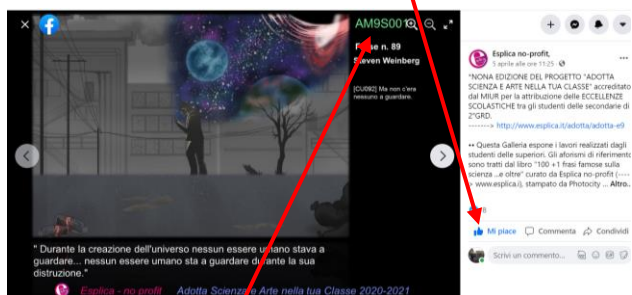 AM9S001
Frase n. 89
Steven Weinberg
[CU092] Ma non c'era
nessuno a guardare.
" Durante la creazione dell'universo nessun essere umano stava a
guardare... nessun essere umano sta a guardare durante la sua
distruzione."
Esplica - no profit Adotta Scienza e Arte nella tua Classe 2020-2021
Esplica no-profit,
5 aprile alle ore 11:25
"NONA EDIZIONE DEL PROGETTO "ADOTTA
SCIENZA E ARTE NELLA TUA CLASSE" accreditato
dal MIUR per la attribuzione delle ECCELLENZE
SCOLASTICHE tra gli studenti delle secondarie di
2°GRD.
-------> http://www.esplica.it/adotta/adotta-e9
•• Questa Galleria espone i lavori realizzati dagli
studenti delle superiori. Gli aforismi di riferimento
sono tratti dal libro "100 +1 frasi famose sulla
scienza ...e oltre" curato da Esplica no-profit (----
> www.esplica.i), stampato da Photocity ... Altro..
Mi piace Commenta Condividi
Scrivi un commento...